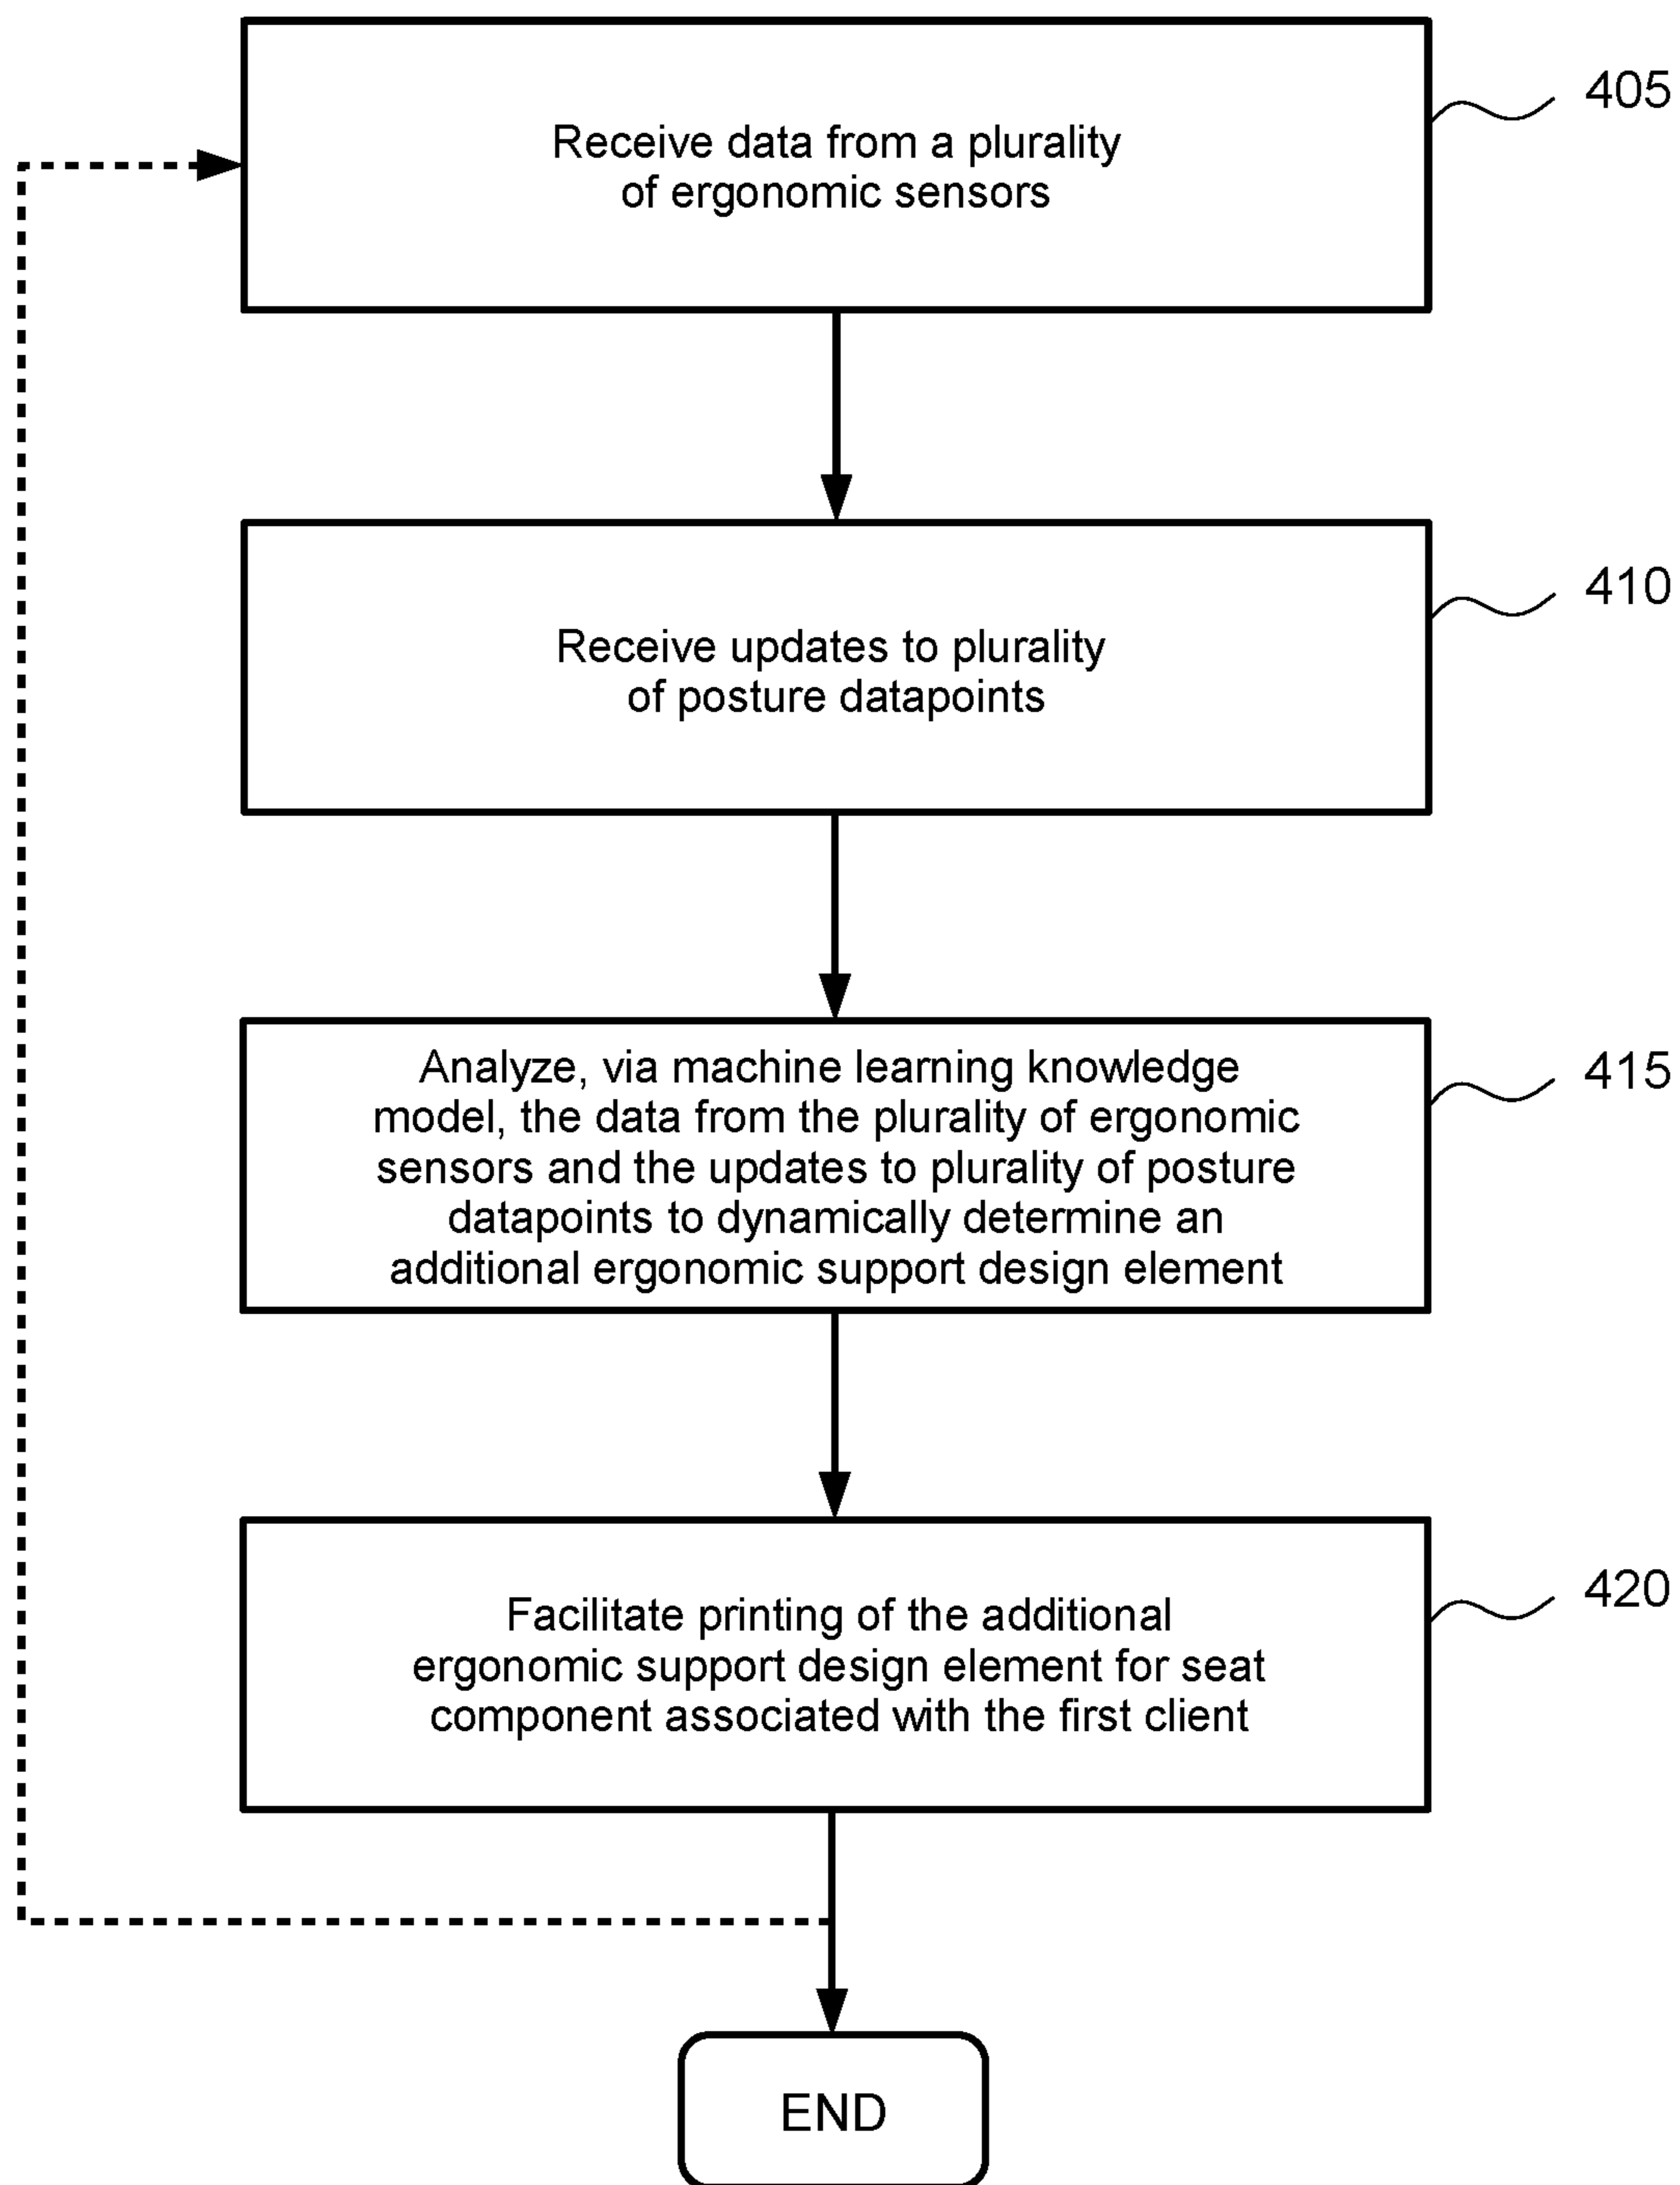 Receive data from a plurality
of ergonomic sensors
405
Receive updates to plurality
of posture datapoints
410
Analyze, via machine learning knowledge
model, the data from the plurality of ergonomic
sensors and the updates to plurality of posture
datapoints to dynamically determine an
additional ergonomic support design element
415
Facilitate printing of the additional
ergonomic support design element for seat
component associated with the first client
420
END